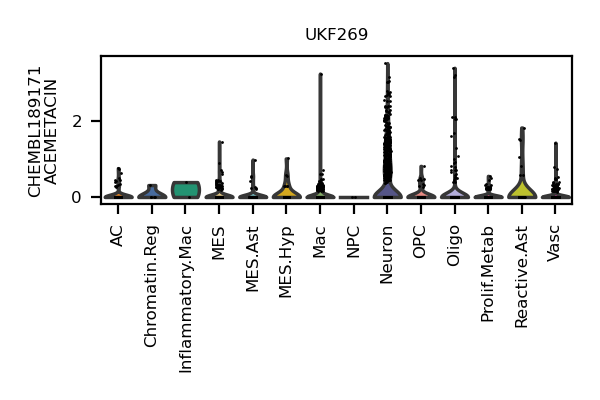 UKF269
CHEMBL189171
ACEMETACIN
2
0
AC
Chromatin.Reg
Inflammatory.Mac
MES
MES.Ast
MES.Hyp
Mac
NPC
Neuron
OPC
Oligo
Prolif.Metab
Reactive.Ast
Vasc